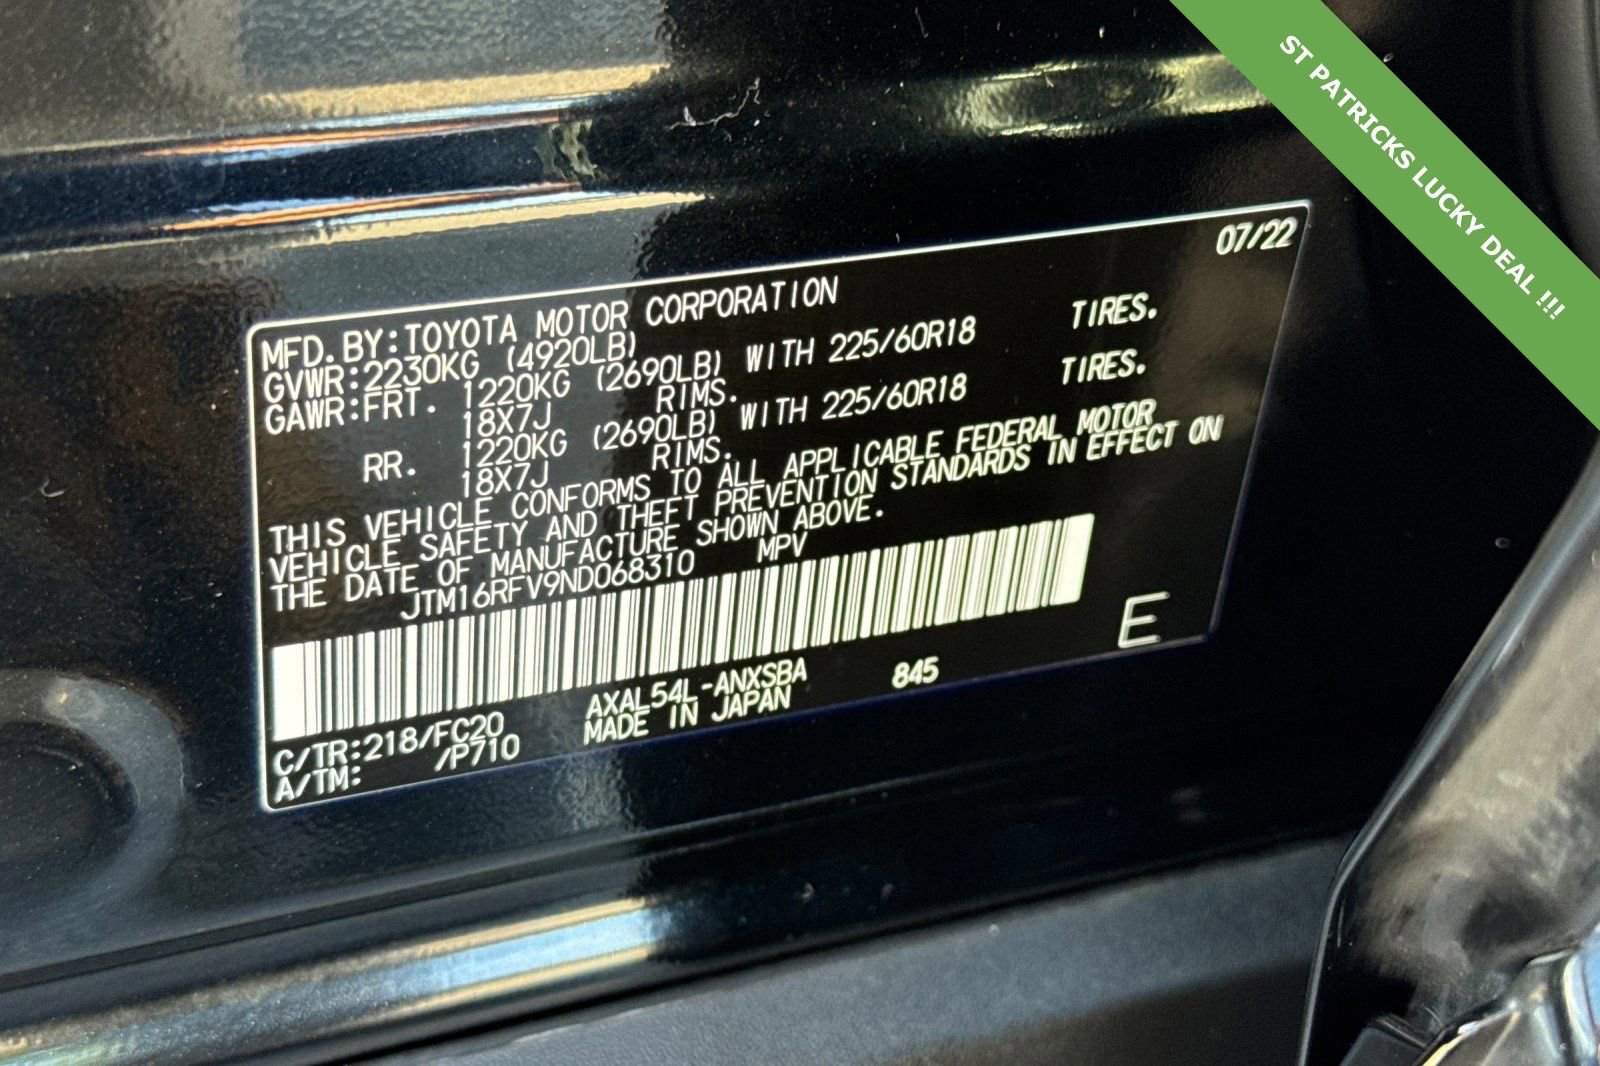 ST PATRICKS LUCKY DEAL !!!
07/22
MFD. BY: TOYOTA MOTOR CORPORATION
GVWR: 2230KG (4920LB)
GAWR: FRT. 1220KG (2690LB) WITH 225/60R18 TIRES.
18X7J RIMS.
RR. 1220KG (2690LB) WITH 225/60R18 TIRES.
18X7J RIMS.
THIS VEHICLE CONFORMS TO ALL APPLICABLE FEDERAL MOTOR
VEHICLE SAFETY AND THEFT PREVENTION STANDARDS IN EFFECT ON
THE DATE OF MANUFACTURE SHOWN ABOVE.
JTM16RFV9ND068310 MPV
E
C/TR: 218/FC20 AXAL54L-ANXSBA 845
A/TM: /P710 MADE IN JAPAN